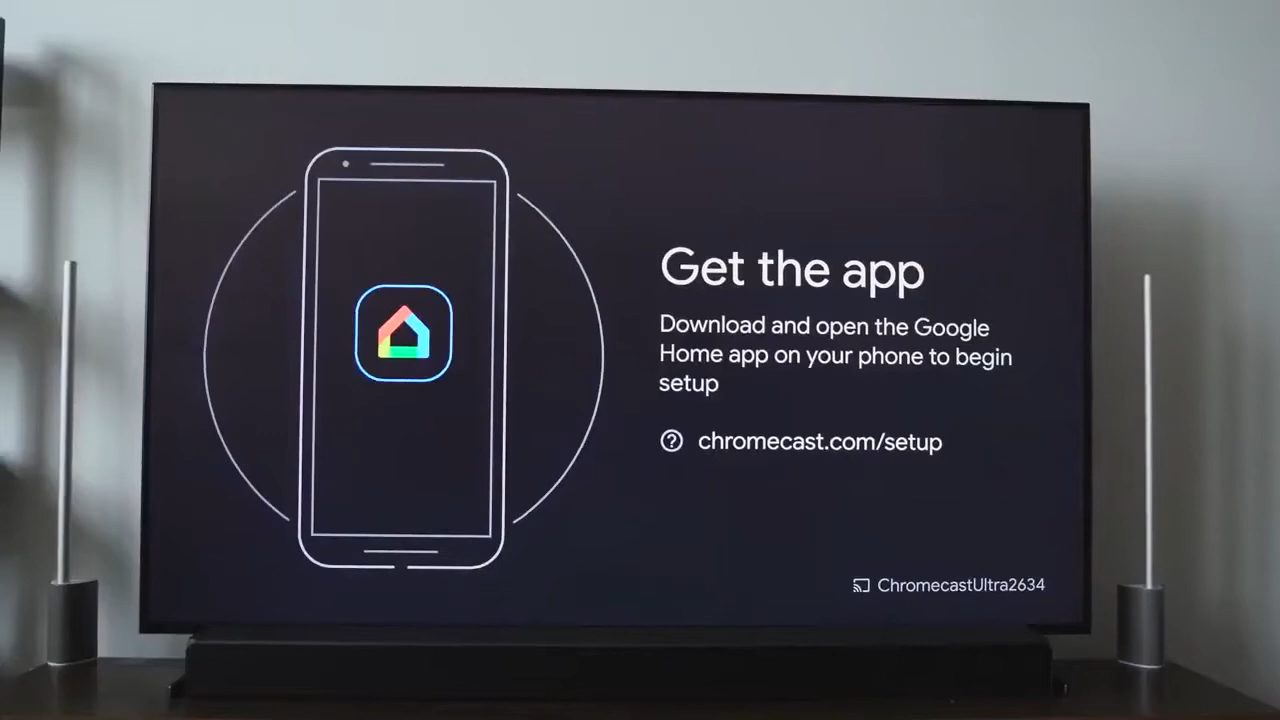 Get the app
Download and open the Google
Home app on your phone to begin
setup
chromecast.com/setup
ChromecastUltra2634